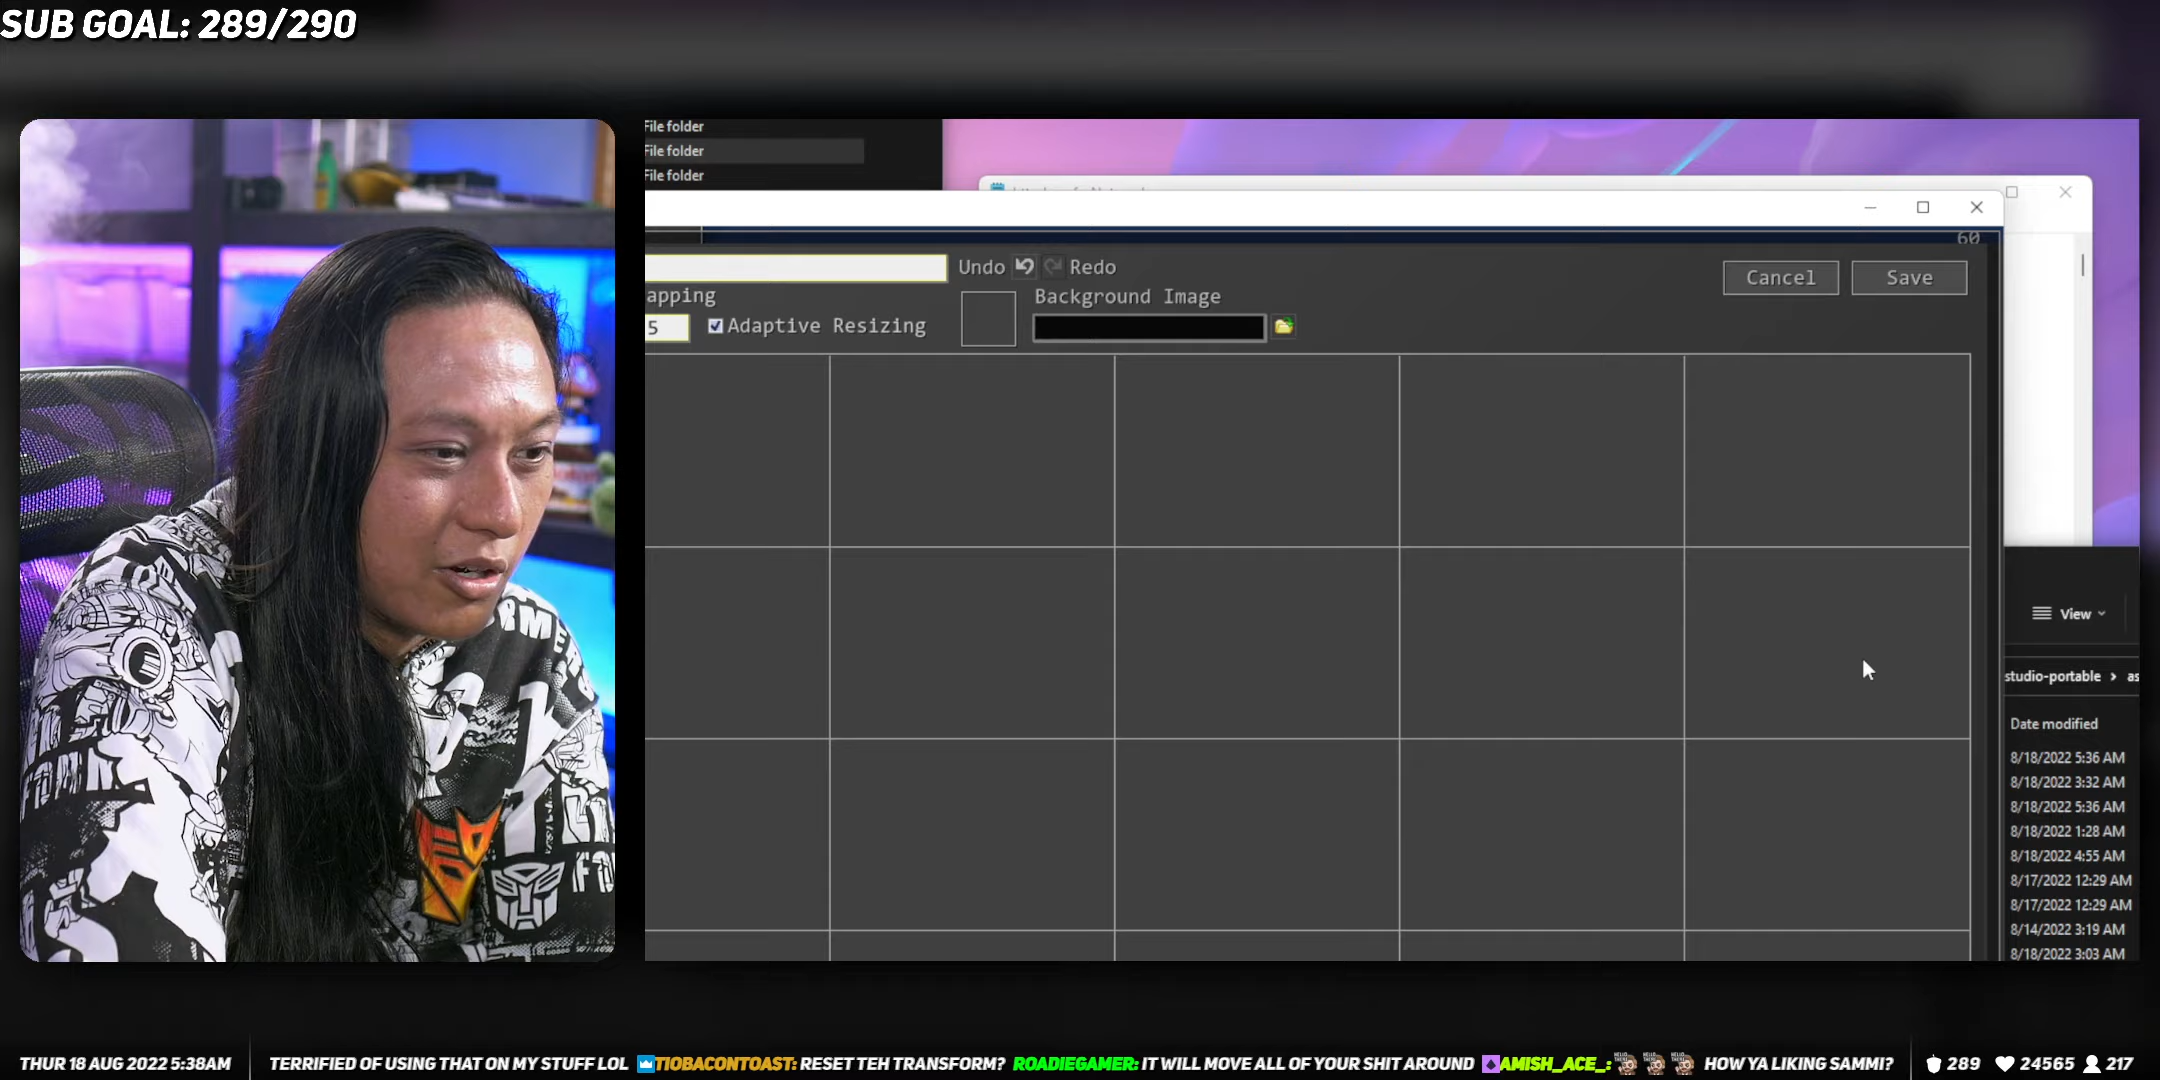 SUB GOAL: 289/290
File folder
File folder
File folder
60
Undo
Redo
Cancel
Save
apping
Background Image
5
Adaptive Resizing
View
studio-portable > as
Date modified
8/18/2022 5:36 AM
8/18/2022 3:32 AM
8/18/2022 5:36 AM
8/18/2022 1:28 AM
8/18/2022 4:55 AM
8/17/2022 12:29 AM
8/17/2022 12:29 AM
8/14/2022 3:19 AM
8/18/2022 3:03 AM
THUR 18 AUG 2022 5:38AM
TERRIFIED OF USING THAT ON MY STUFF LOL TIOBACONTOAST: RESET TEH TRANSFORM? ROADIEGAMER: IT WILL MOVE ALL OF YOUR SHIT AROUND AMISH_ACE_: HOW YA LIKING SAMMI?
289 24565 217